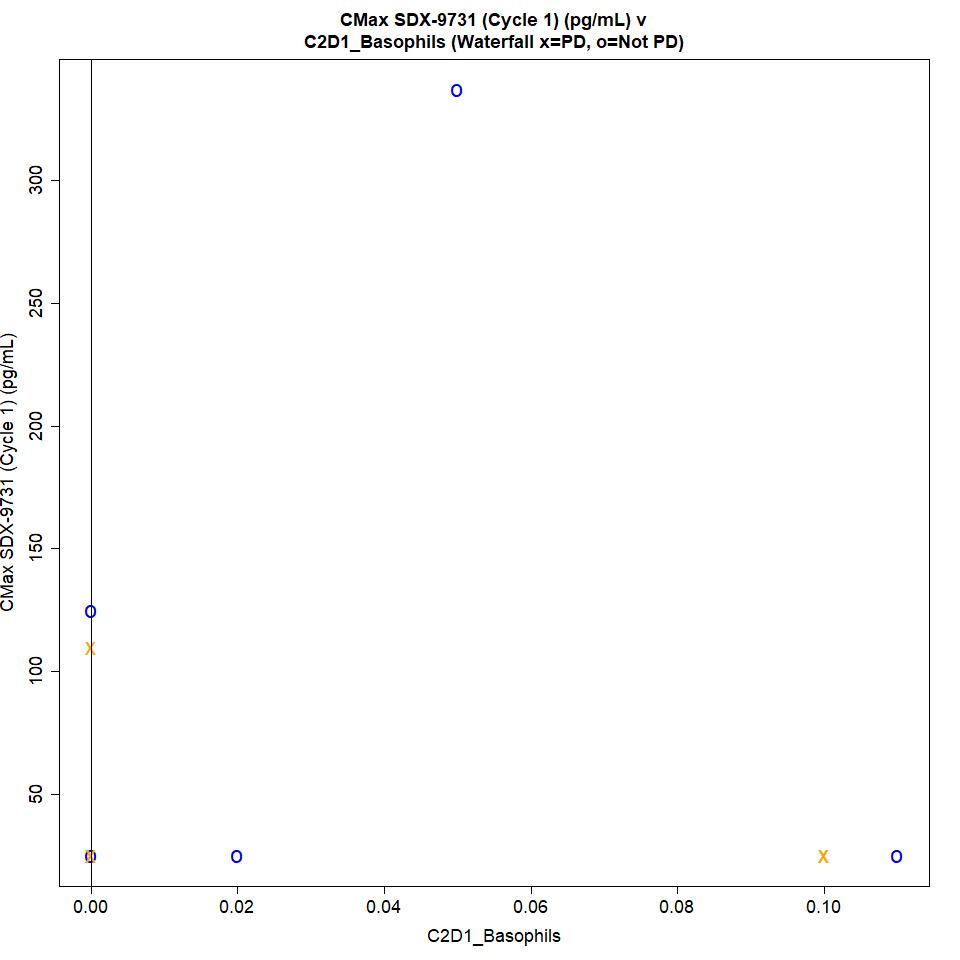 CMax SDX-9731 (Cycle 1) (pg/mL) v
C2D1_Basophils (Waterfall x=PD, o=Not PD)
CMax SDX-9731 (Cycle 1) (pg/mL)
300
250
200
150
100
50
O
O
X
O
X
O
X
O
0.00
0.02
0.04
0.06
0.08
0.10
C2D1_Basophils